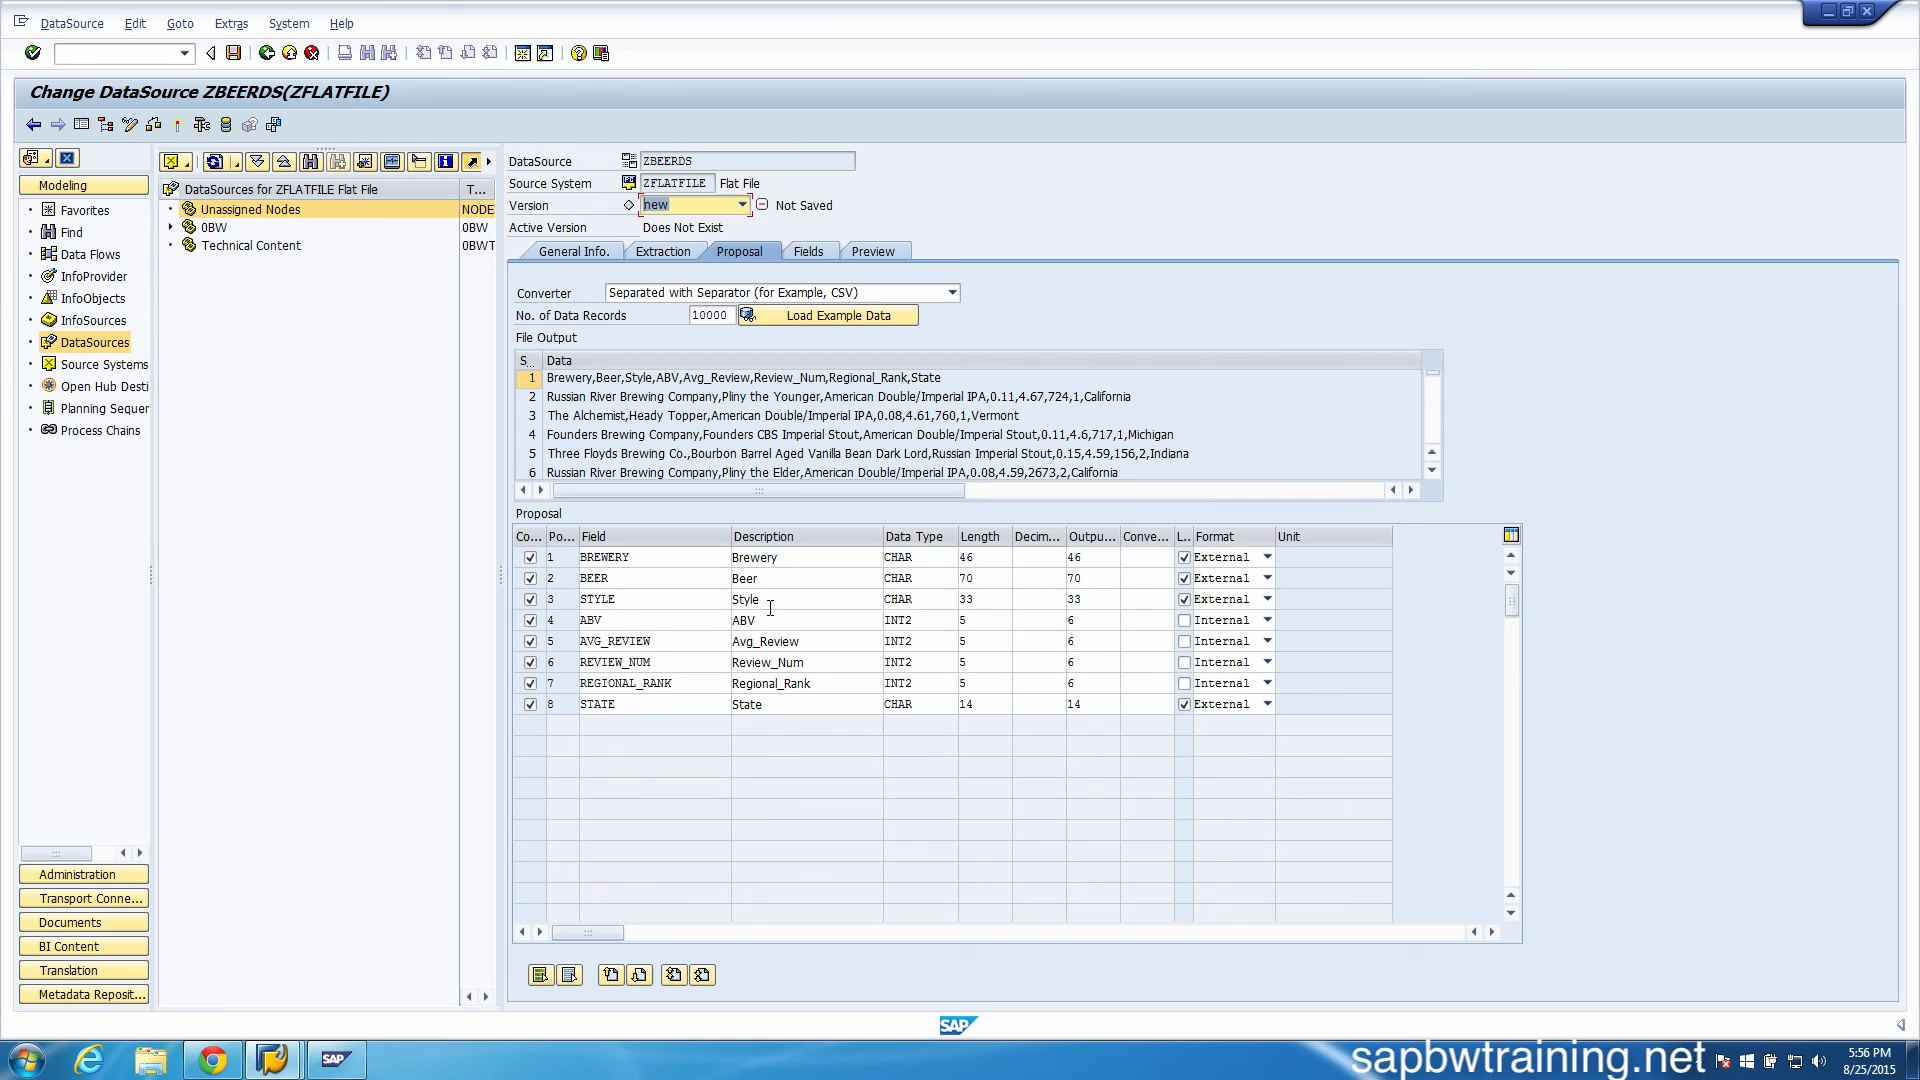 DataSource Edit Goto Extras System Help
Change DataSource ZBEERDS(ZFLATFILE)
Modeling
Favorites
Find
Data Flows
InfoProvider
InfoObjects
InfoSources
DataSources
Source Systems
Open Hub Desti
Planning Sequer
Process Chains
Administration
Transport Conne...
Documents
BI Content
Translation
Metadata Reposit...
DataSources for ZFLATFILE Flat File T...
Unassigned Nodes NODE
0BW 0BW
Technical Content 0BWT
DataSource ZBEERDS
Source System ZFLATFILE Flat File
Version new Not Saved
Active Version Does Not Exist
General Info. Extraction Proposal Fields Preview
Converter Separated with Separator (for Example, CSV)
No. of Data Records 10000 Load Example Data
File Output
S... Data
1 Brewery,Beer,Style,ABV,Avg_Review,Review_Num,Regional_Rank,State
2 Russian River Brewing Company,Pliny the Younger,American Double/Imperial IPA,0.11,4.67,724,1,California
3 The Alchemist,Heady Topper,American Double/Imperial IPA,0.08,4.61,760,1,Vermont
4 Founders Brewing Company,Founders CBS Imperial Stout,American Double/Imperial Stout,0.11,4.6,717,1,Michigan
5 Three Floyds Brewing Co.,Bourbon Barrel Aged Vanilla Bean Dark Lord,Russian Imperial Stout,0.15,4.59,156,2,Indiana
6 Russian River Brewing Company,Pliny the Elder,American Double/Imperial IPA,0.08,4.59,2673,2,California
Proposal
Co... Po... Field Description Data Type Length Decim... Outpu... Conve... L.. Format Unit
1 BREWERY Brewery CHAR 46 46 External
2 BEER Beer CHAR 70 70 External
3 STYLE Style CHAR 33 33 External
4 ABV ABV INT2 5 6 Internal
5 AVG_REVIEW Avg_Review INT2 5 6 Internal
6 REVIEW_NUM Review_Num INT2 5 6 Internal
7 REGIONAL_RANK Regional_Rank INT2 5 6 Internal
8 STATE State CHAR 14 14 External
SAP
SAP
sapbwtraining.net
5:56 PM
8/25/2015